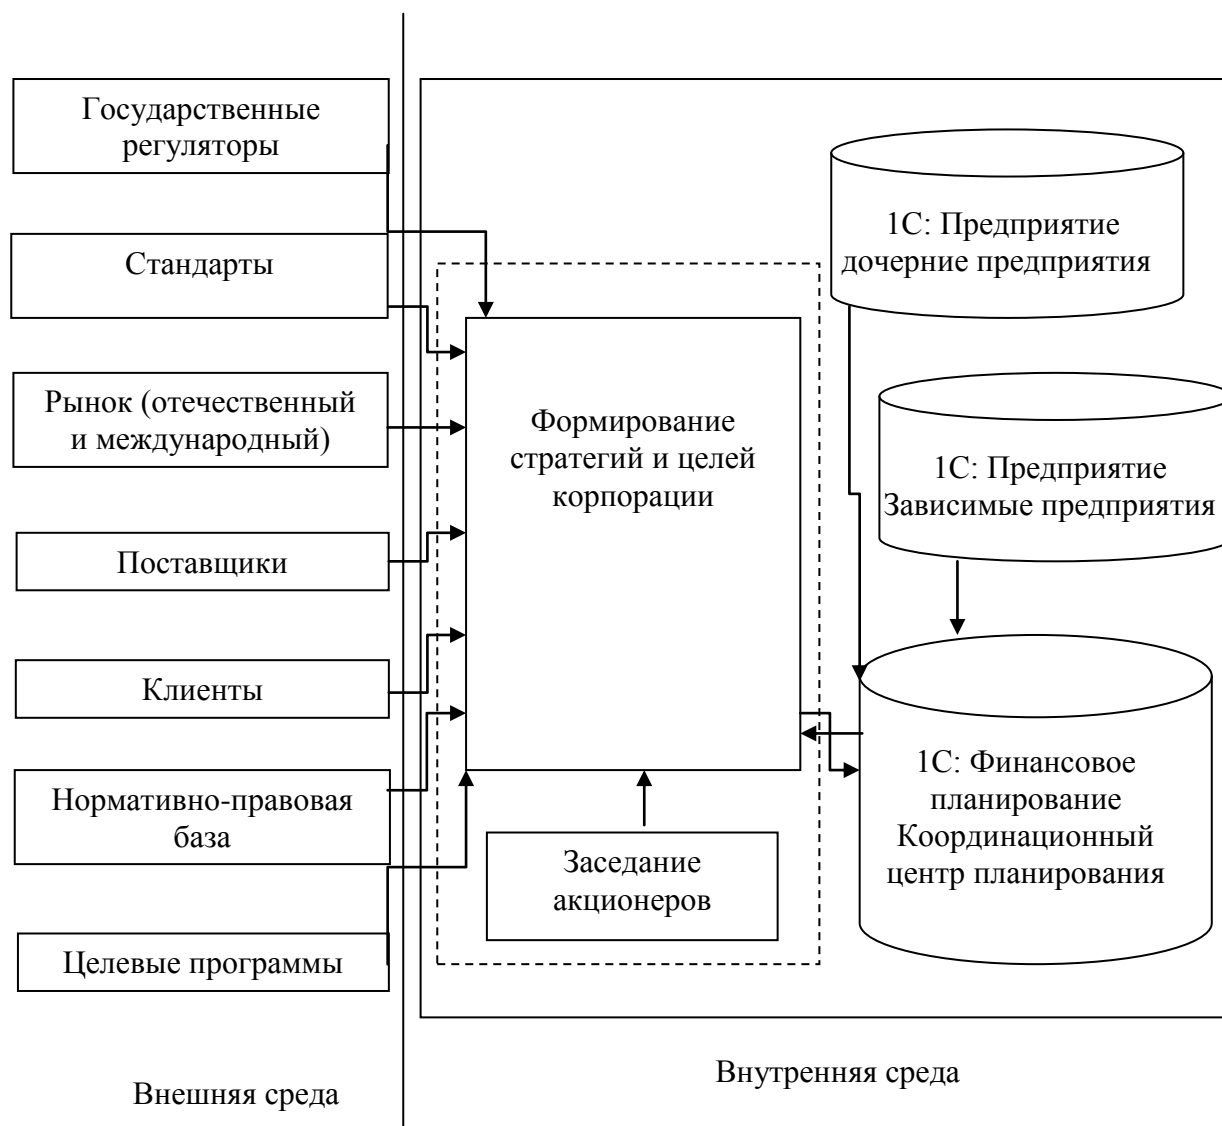 Государственные
регуляторы
Стандарты
Рынок (отечественный
и международный)
Поставщики
Клиенты
Нормативно-правовая
база
Целевые программы
Внешняя среда
Формирование
стратегий и целей
корпорации
Заседание
акционеров
1С: Предприятие
дочерние предприятия
1С: Предприятие
Зависимые предприятия
1С: Финансовое
планирование
Координационный
центр планирования
Внутренняя среда